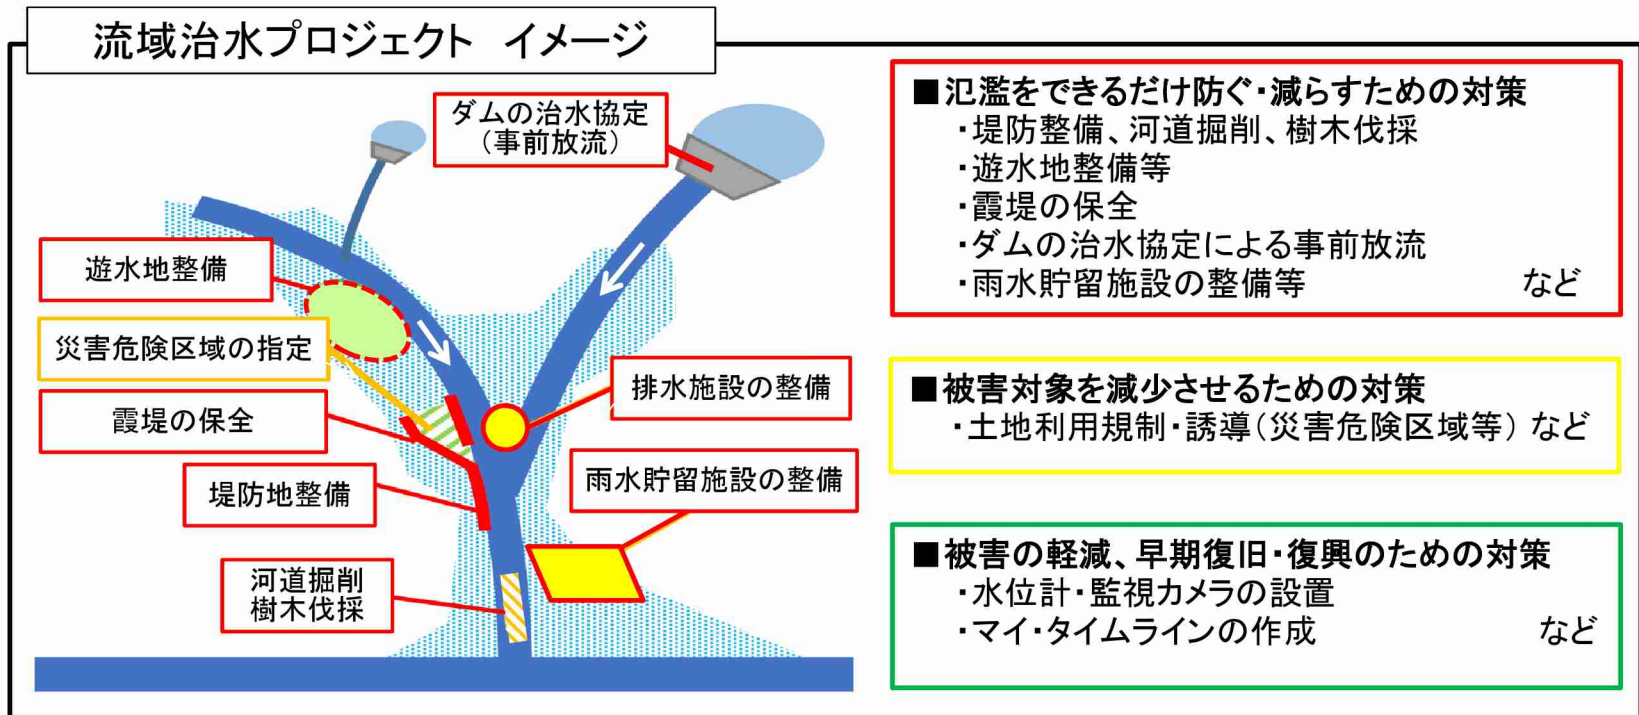 流域治水プロジェクト イメージ
ダムの治水協定
（事前放流）
遊水地整備
災害危険区域の指定
霞堤の保全
堤防地整備
河道掘削
樹木伐採
排水施設の整備
雨水貯留施設の整備
■氾濫をできるだけ防ぐ・減らすための対策
・堤防整備、河道掘削、樹木伐採
・遊水地整備等
・霞堤の保全
・ダムの治水協定による事前放流
・雨水貯留施設の整備等 など
■被害対象を減少させるための対策
・土地利用規制・誘導（災害危険区域等） など
■被害の軽減、早期復旧・復興のための対策
・水位計・監視カメラの設置
・マイ・タイムラインの作成 など